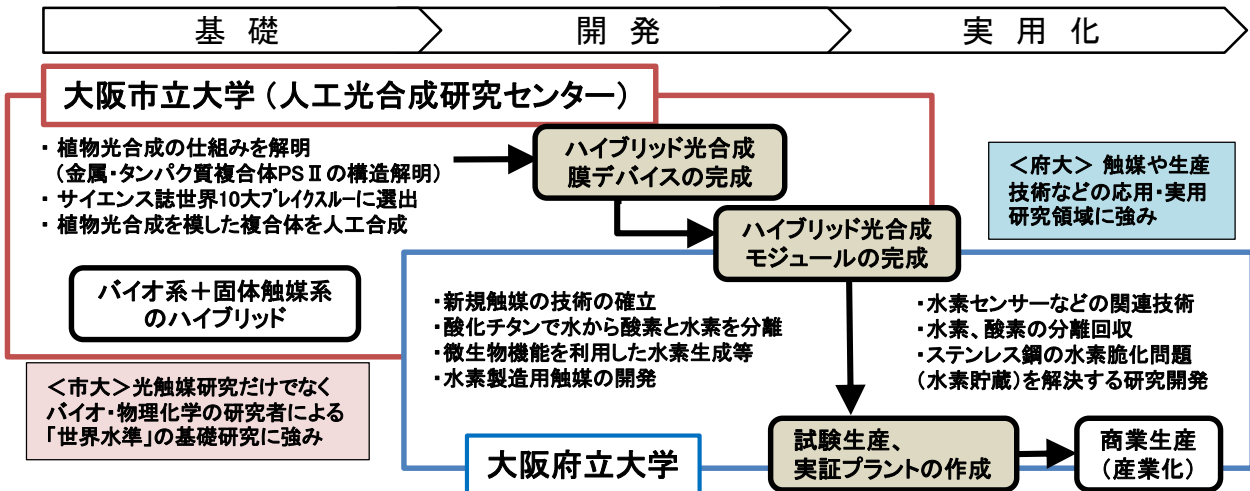 基 礎
開 発
実 用 化
大阪市立大学（人工光合成研究センター）
・ 植物光合成の仕組みを解明
（金属・タンパク質複合体PSⅡの構造解明）
・ サイエンス誌世界10大ブレイクスルーに選出
・ 植物光合成を模した複合体を人工合成
ハイブリッド光合成
膜デバイスの完成
＜府大＞ 触媒や生産
技術などの応用・実用
研究領域に強み
ハイブリッド光合成
モジュールの完成
バイオ系＋固体触媒系
のハイブリッド
・新規触媒の技術の確立
・酸化チタンで水から酸素と水素を分離
・微生物機能を利用した水素生成等
・水素製造用触媒の開発
・水素センサーなどの関連技術
・水素、酸素の分離回収
・ステンレス鋼の水素脆化問題
（水素貯蔵）を解決する研究開発
＜市大＞光触媒研究だけでなく
バイオ・物理化学の研究者による
「世界水準」の基礎研究に強み
大阪府立大学
試験生産、
実証プラントの作成
商業生産
（産業化）